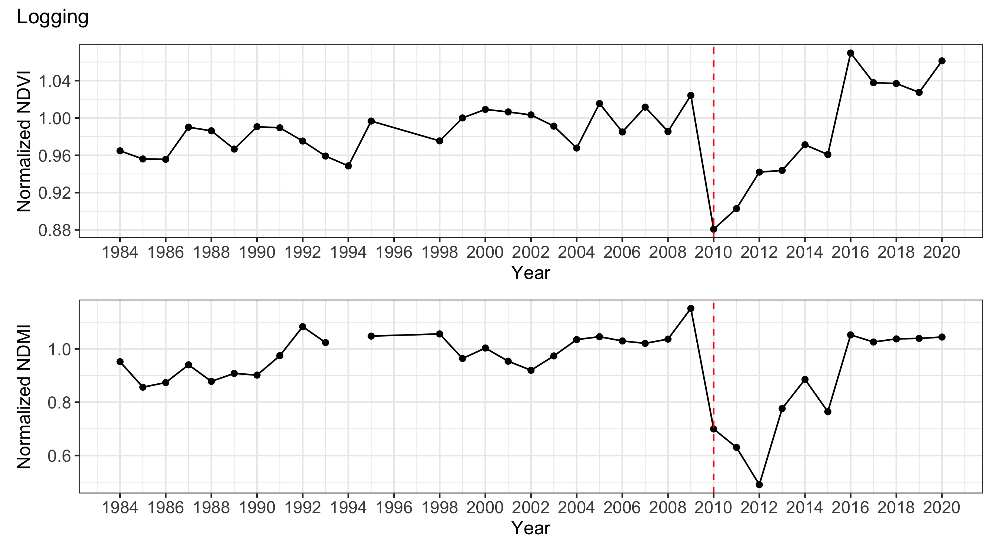 Logging
Normalized NDVI
1.04
1.00
0.96
0.92
0.88
1984 1986 1988 1990 1992 1994 1996 1998 2000 2002 2004 2006 2008 2010 2012 2014 2016 2018 2020
Year
Normalized NDMI
1.0
0.8
0.6
1984 1986 1988 1990 1992 1994 1996 1998 2000 2002 2004 2006 2008 2010 2012 2014 2016 2018 2020
Year